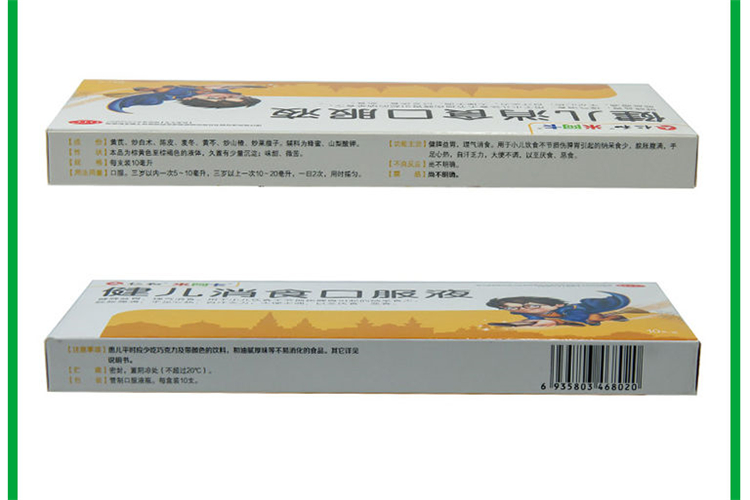 健儿消食口服液
仁和 米阿卡
【成 份】 黄芪、炒白术、陈皮、麦冬、黄芩、炒山楂、炒莱菔子。辅料为蜂蜜、山梨酸钾。
【性 状】 本品为棕黄色至棕褐色的液体，久置有少量沉淀；味甜、微苦。
【规 格】 每支装10毫升
【用法用量】 口服。三岁以内一次5～10毫升，三岁以上一次10～20毫升，一日2次，用时摇匀。
【功能主治】 健脾益胃，理气消食。用于小儿饮食不节损伤脾胃引起的纳呆食少，脘胀腹满，手
足心热，自汗乏力，大便不调，以至厌食、恶食。
【不良反应】 尚不明确。
【禁 忌】 尚不明确。
仁和 米阿卡
健儿消食口服液
【注意事项】 患儿平时应少吃巧克力及带颜色的饮料，和油腻厚味等不易消化的食品。其它详见
说明书。
【贮 藏】 密封，置阴凉处（不超过20℃）。
【包 装】 管制口服液瓶，每盒装10支。
6 935803 468020